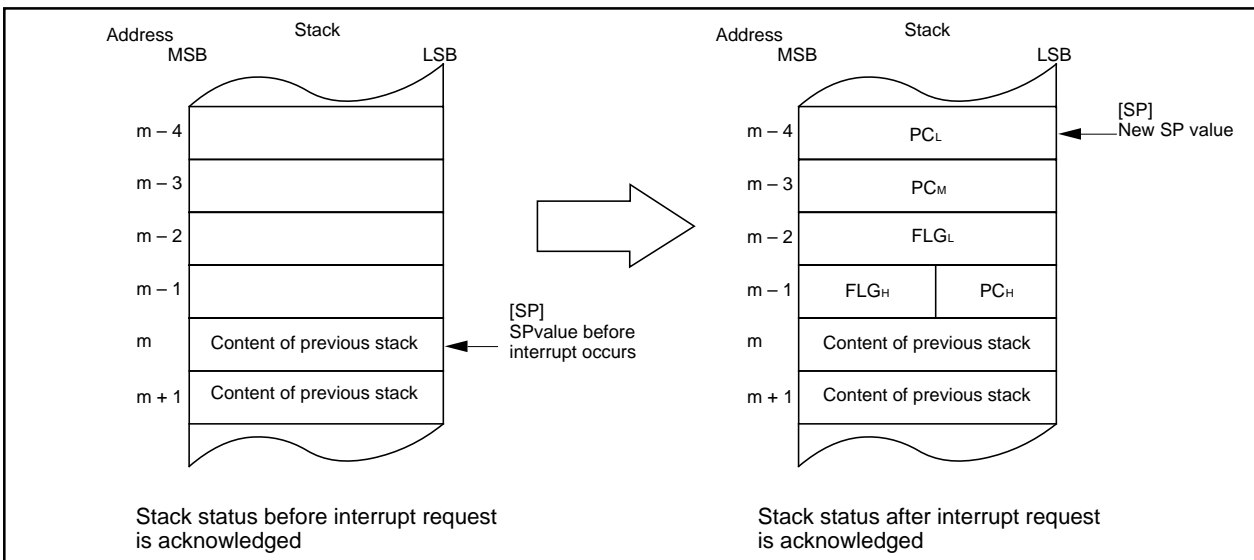 Address
MSB
Stack
LSB
m – 4
m – 3
m – 2
m – 1
m
Content of previous stack
m + 1
Content of previous stack
[SP]
SPvalue before
interrupt occurs
Stack status before interrupt request
is acknowledged
Address
MSB
Stack
LSB
m – 4
PCL
m – 3
PCM
m – 2
FLGL
m – 1
FLGH
PCH
m
Content of previous stack
m + 1
Content of previous stack
[SP]
New SP value
Stack status after interrupt request
is acknowledged